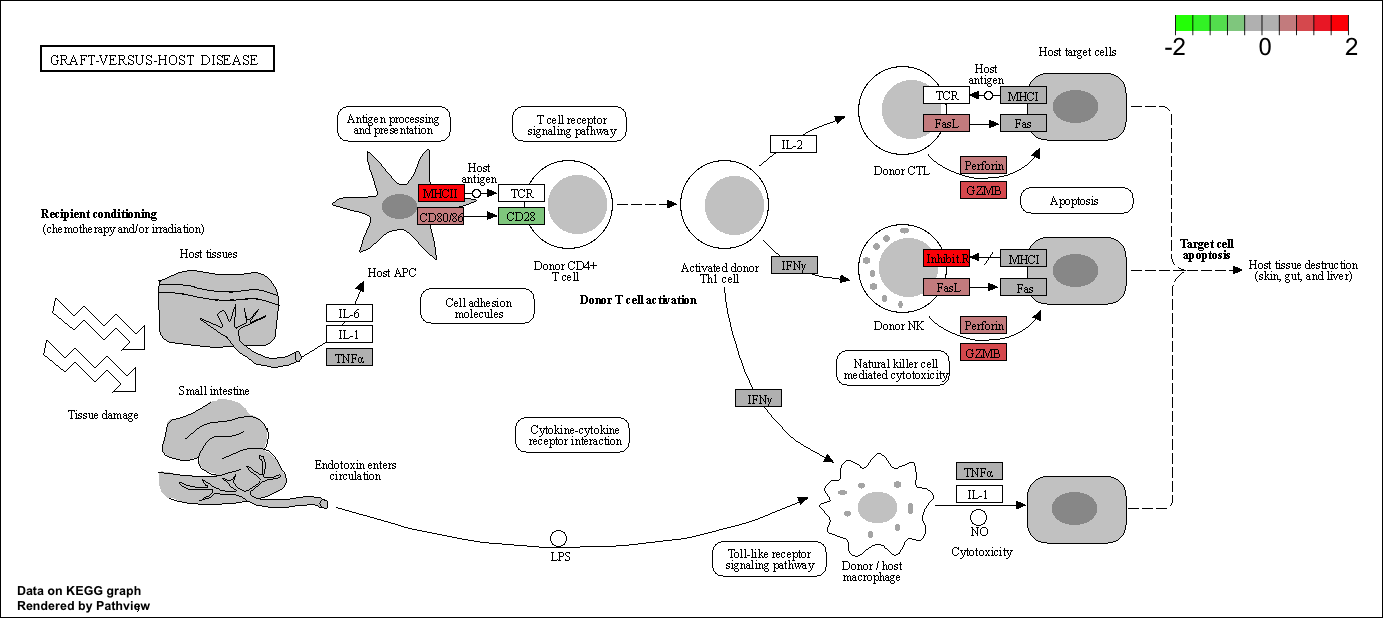 -2
0
2
GRAFT-VERSUS-HOST DISEASE
Host target cells
Host
antigen
TCR
MHCI
FasL
Fas
Donor CTL
Perforin
GZMB
Apoptosis
Antigen processing
and presentation
T cell receptor
signaling pathway
IL-2
Host
antigen
MHCII
TCR
CD80/86
CD28
Host APC
Donor CD4+
T cell
Activated donor
Th1 cell
Donor T cell activation
IFNγ
Recipient conditioning
(chemotherapy and/or irradiation)
Host tissues
IL-6
IL-1
TNFα
Cell adhesion
molecules
Inhibit.R
MHCI
FasL
Fas
Donor NK
Perforin
GZMB
Natural killer cell
mediated cytotoxicity
Target cell
apoptosis
Host tissue destruction
(skin, gut, and liver)
Tissue damage
Small intestine
Endotoxin enters
circulation
Cytokine-cytokine
receptor interaction
IFNγ
TNFα
IL-1
NO
Cytotoxicity
LPS
Toll-like receptor
signaling pathway
Donor / host
macrophage
Data on KEGG graph
Rendered by Pathview